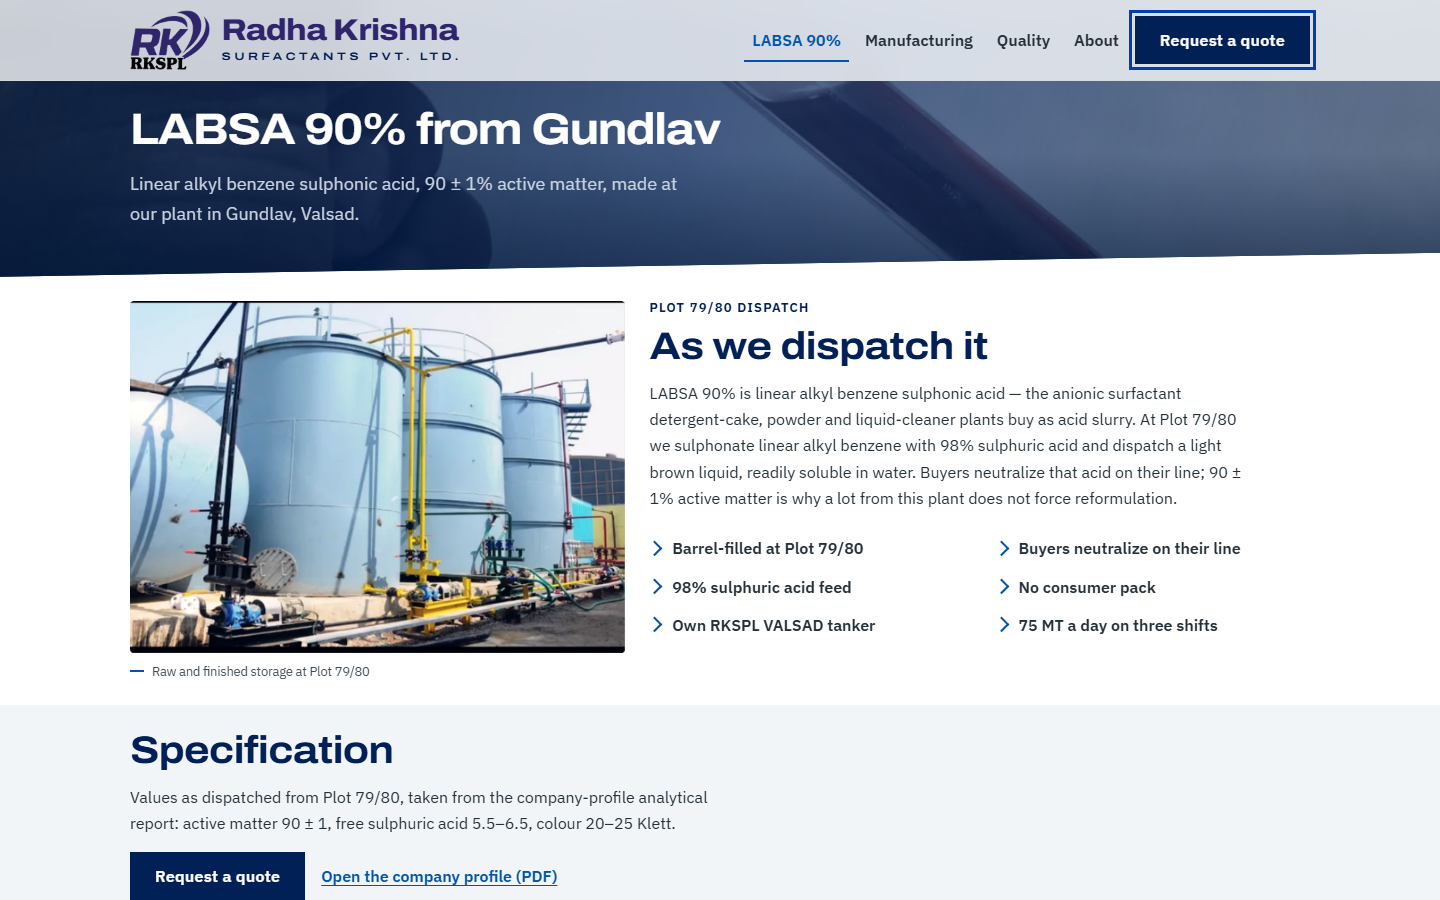 RK
RKSPL
Radha Krishna
SURFACTANTS PVT. LTD.
LABSA 90%
Manufacturing
Quality
About
Request a quote
LABSA 90% from Gundlav
Linear alkyl benzene sulphonic acid, 90 ± 1% active matter, made at
our plant in Gundlav, Valsad.
PLOT 79/80 DISPATCH
As we dispatch it
LABSA 90% is linear alkyl benzene sulphonic acid — the anionic surfactant
detergent-cake, powder and liquid-cleaner plants buy as acid slurry. At Plot 79/80
we sulphonate linear alkyl benzene with 98% sulphuric acid and dispatch a light
brown liquid, readily soluble in water. Buyers neutralize that acid on their line; 90 ±
1% active matter is why a lot from this plant does not force reformulation.
Barrel-filled at Plot 79/80
Buyers neutralize on their line
98% sulphuric acid feed
No consumer pack
Own RKSPL VALSAD tanker
75 MT a day on three shifts
Raw and finished storage at Plot 79/80
Specification
Values as dispatched from Plot 79/80, taken from the company-profile analytical
report: active matter 90 ± 1, free sulphuric acid 5.5–6.5, colour 20–25 Klett.
Request a quote
Open the company profile (PDF)